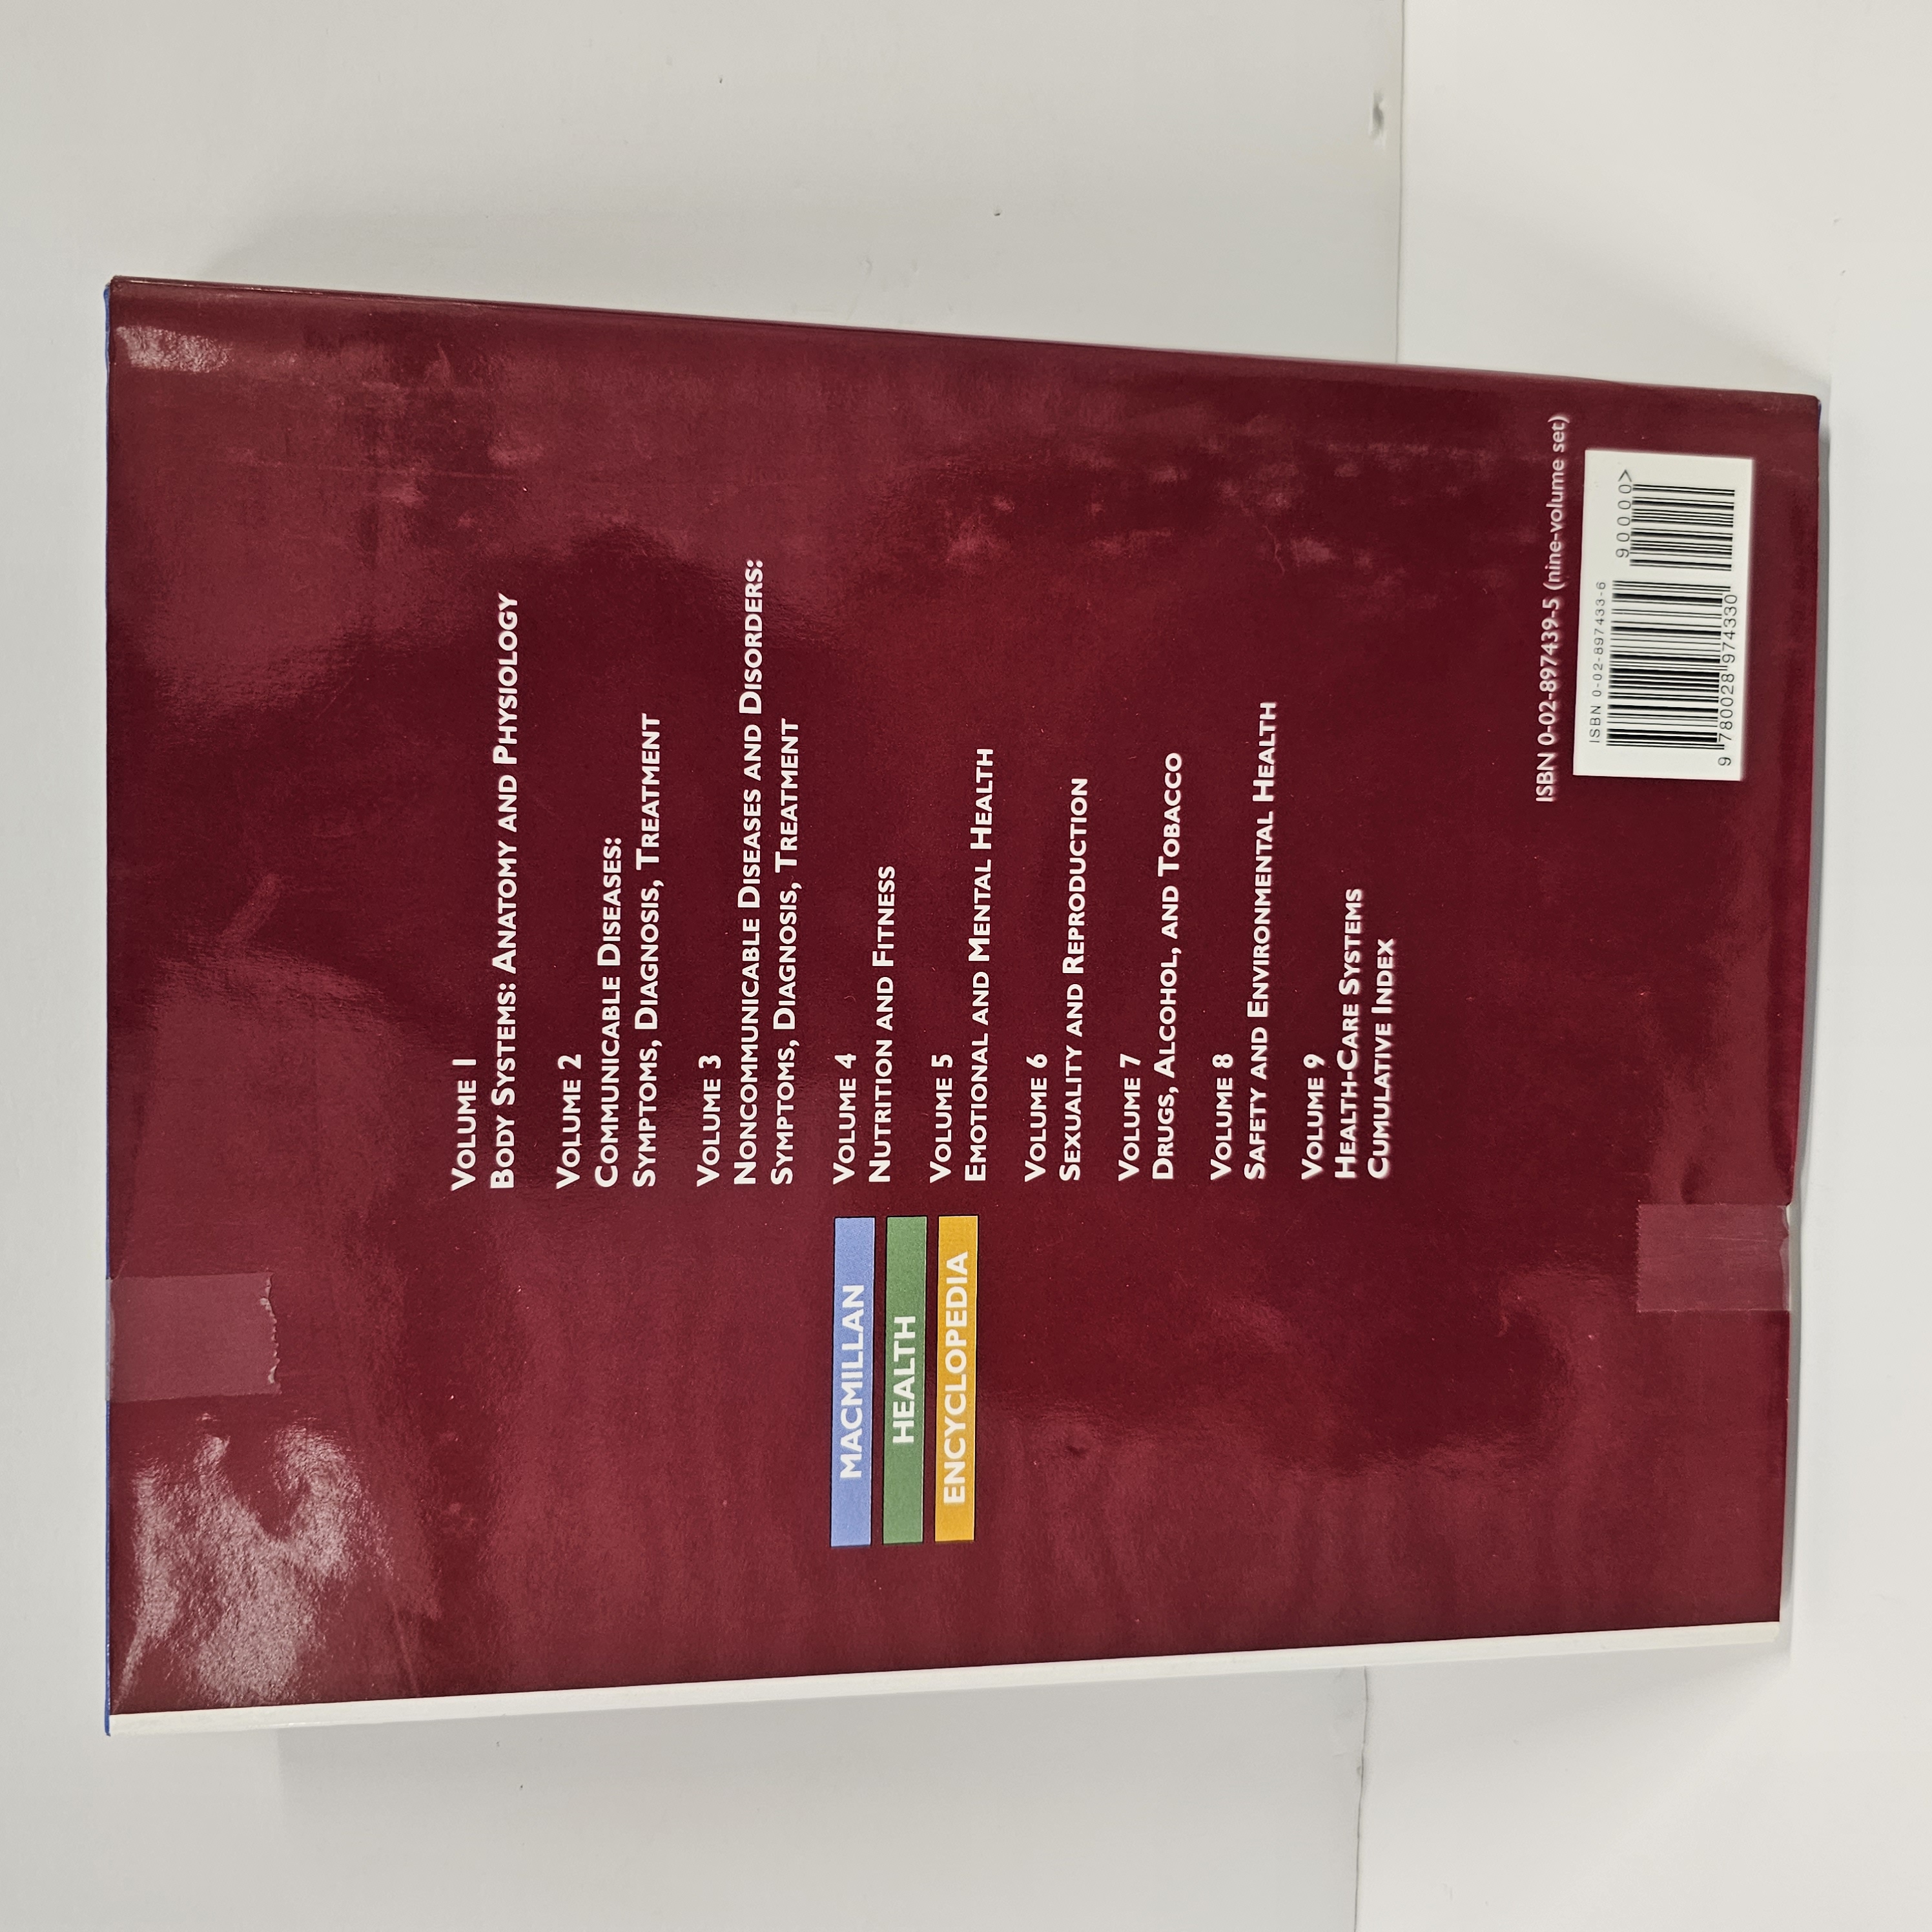 Volume 1
Body Systems: Anatomy and Physiology
Volume 2
Communicable Diseases:
Symptoms, Diagnosis, Treatment
Volume 3
Noncommunicable Diseases and Disorders:
Symptoms, Diagnosis, Treatment
MACMILLAN
HEALTH
ENCYCLOPEDIA
Volume 4
Nutrition and Fitness
Volume 5
Emotional and Mental Health
Volume 6
Sexuality and Reproduction
Volume 7
Drugs, Alcohol, and Tobacco
Volume 8
Safety and Environmental Health
Volume 9
Health-Care Systems
Cumulative Index
ISBN 0-02-897439-5 (nine-volume set)
ISBN 0-02-897433-6
90000>
9 780028 974330